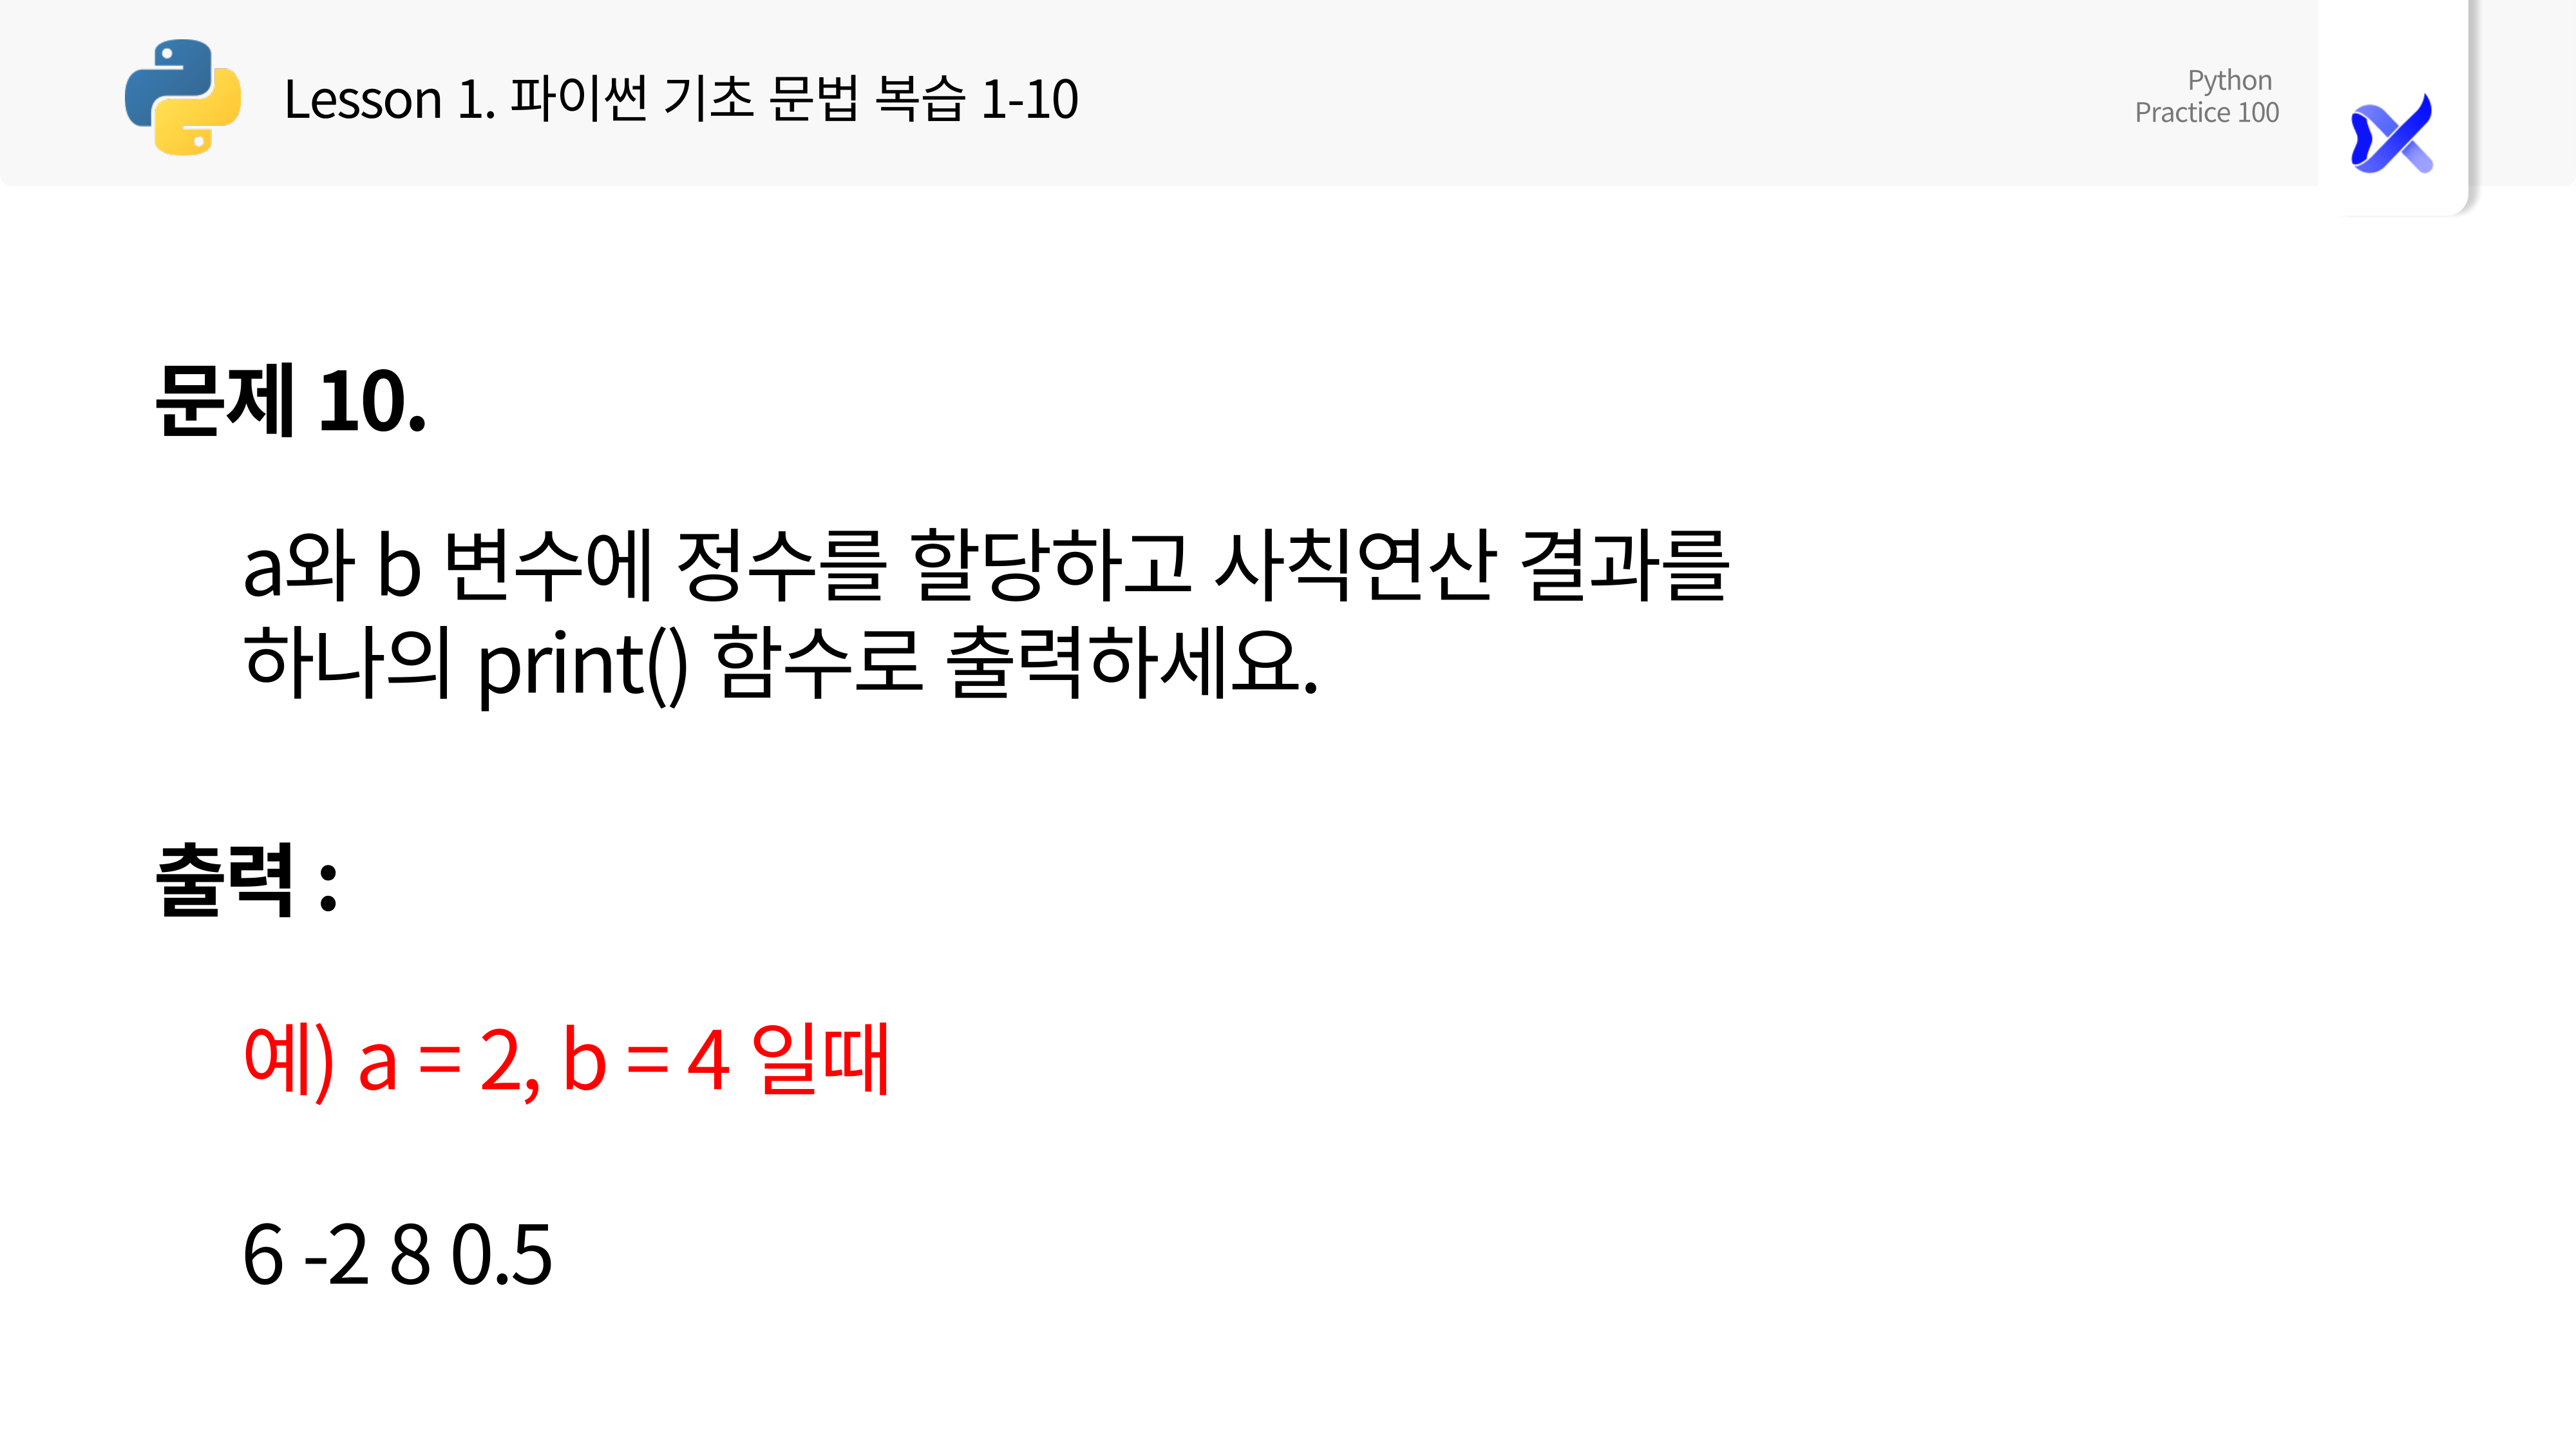 Lesson 1. 파이썬 기초 문법 복습 1-10
Python
Practice 100
문제 10.
a와 b 변수에 정수를 할당하고 사칙연산 결과를
하나의 print() 함수로 출력하세요.
출력 :
예) a = 2, b = 4 일때
6 -2 8 0.5